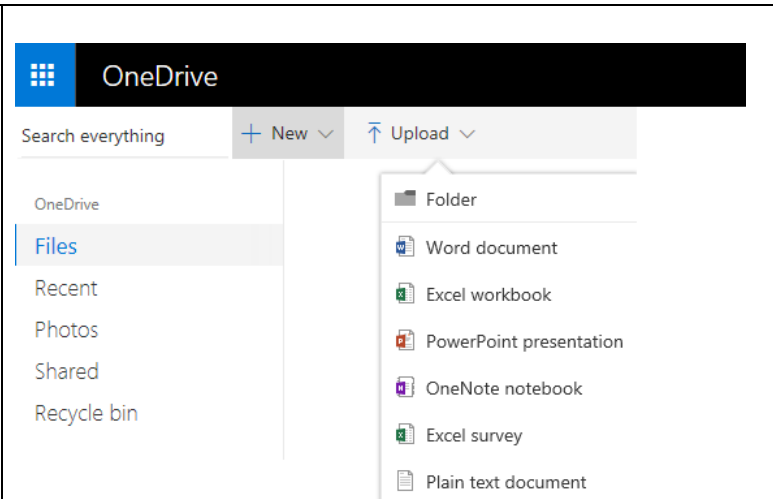 OneDrive
Search everything
New
Upload
OneDrive
Files
Recent
Photos
Shared
Recycle bin
Folder
Word document
Excel workbook
PowerPoint presentation
OneNote notebook
Excel survey
Plain text document